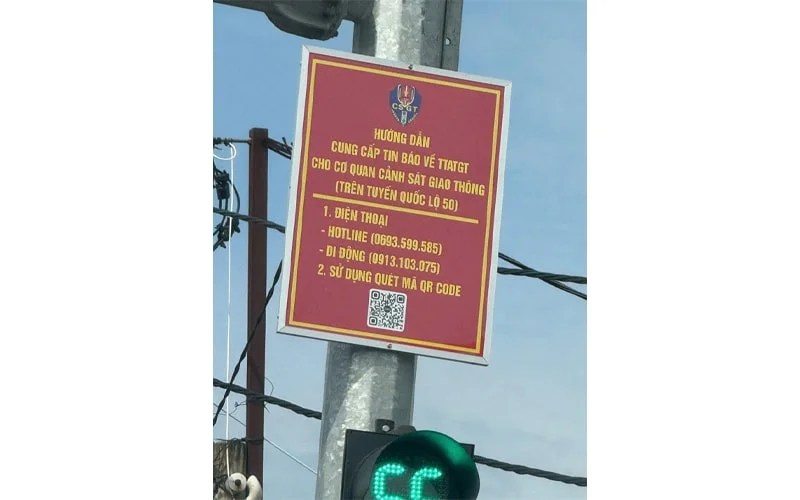 CSGT
HƯỚNG DẪN
CUNG CẤP TIN BÁO VỀ TTATGT
CHO CƠ QUAN CẢNH SÁT GIAO THÔNG
(TRÊN TUYẾN QUỐC LỘ 50)
1. ĐIỆN THOẠI
- HOTLINE (0693.599.585)
- DI ĐỘNG (0913.103.075)
2. SỬ DỤNG QUÉT MÃ QR CODE